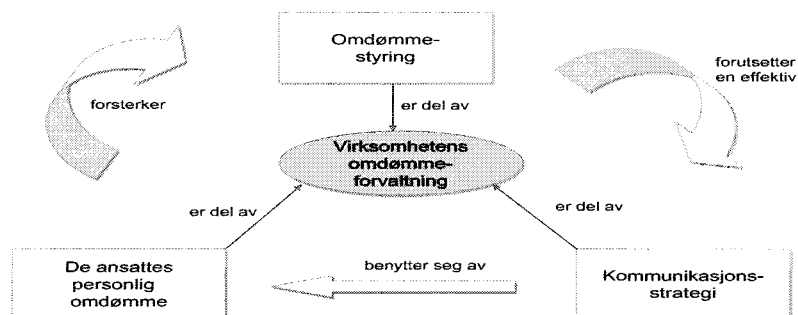 Omdømme-
styring
forutsetter
en effektiv
forsterker
er del av
Virksomhetens
omdømme-
forvaltning
er del av
er del av
De ansattes
personlig
omdømme
benytter seg av
Kommunikasjons-
strategi